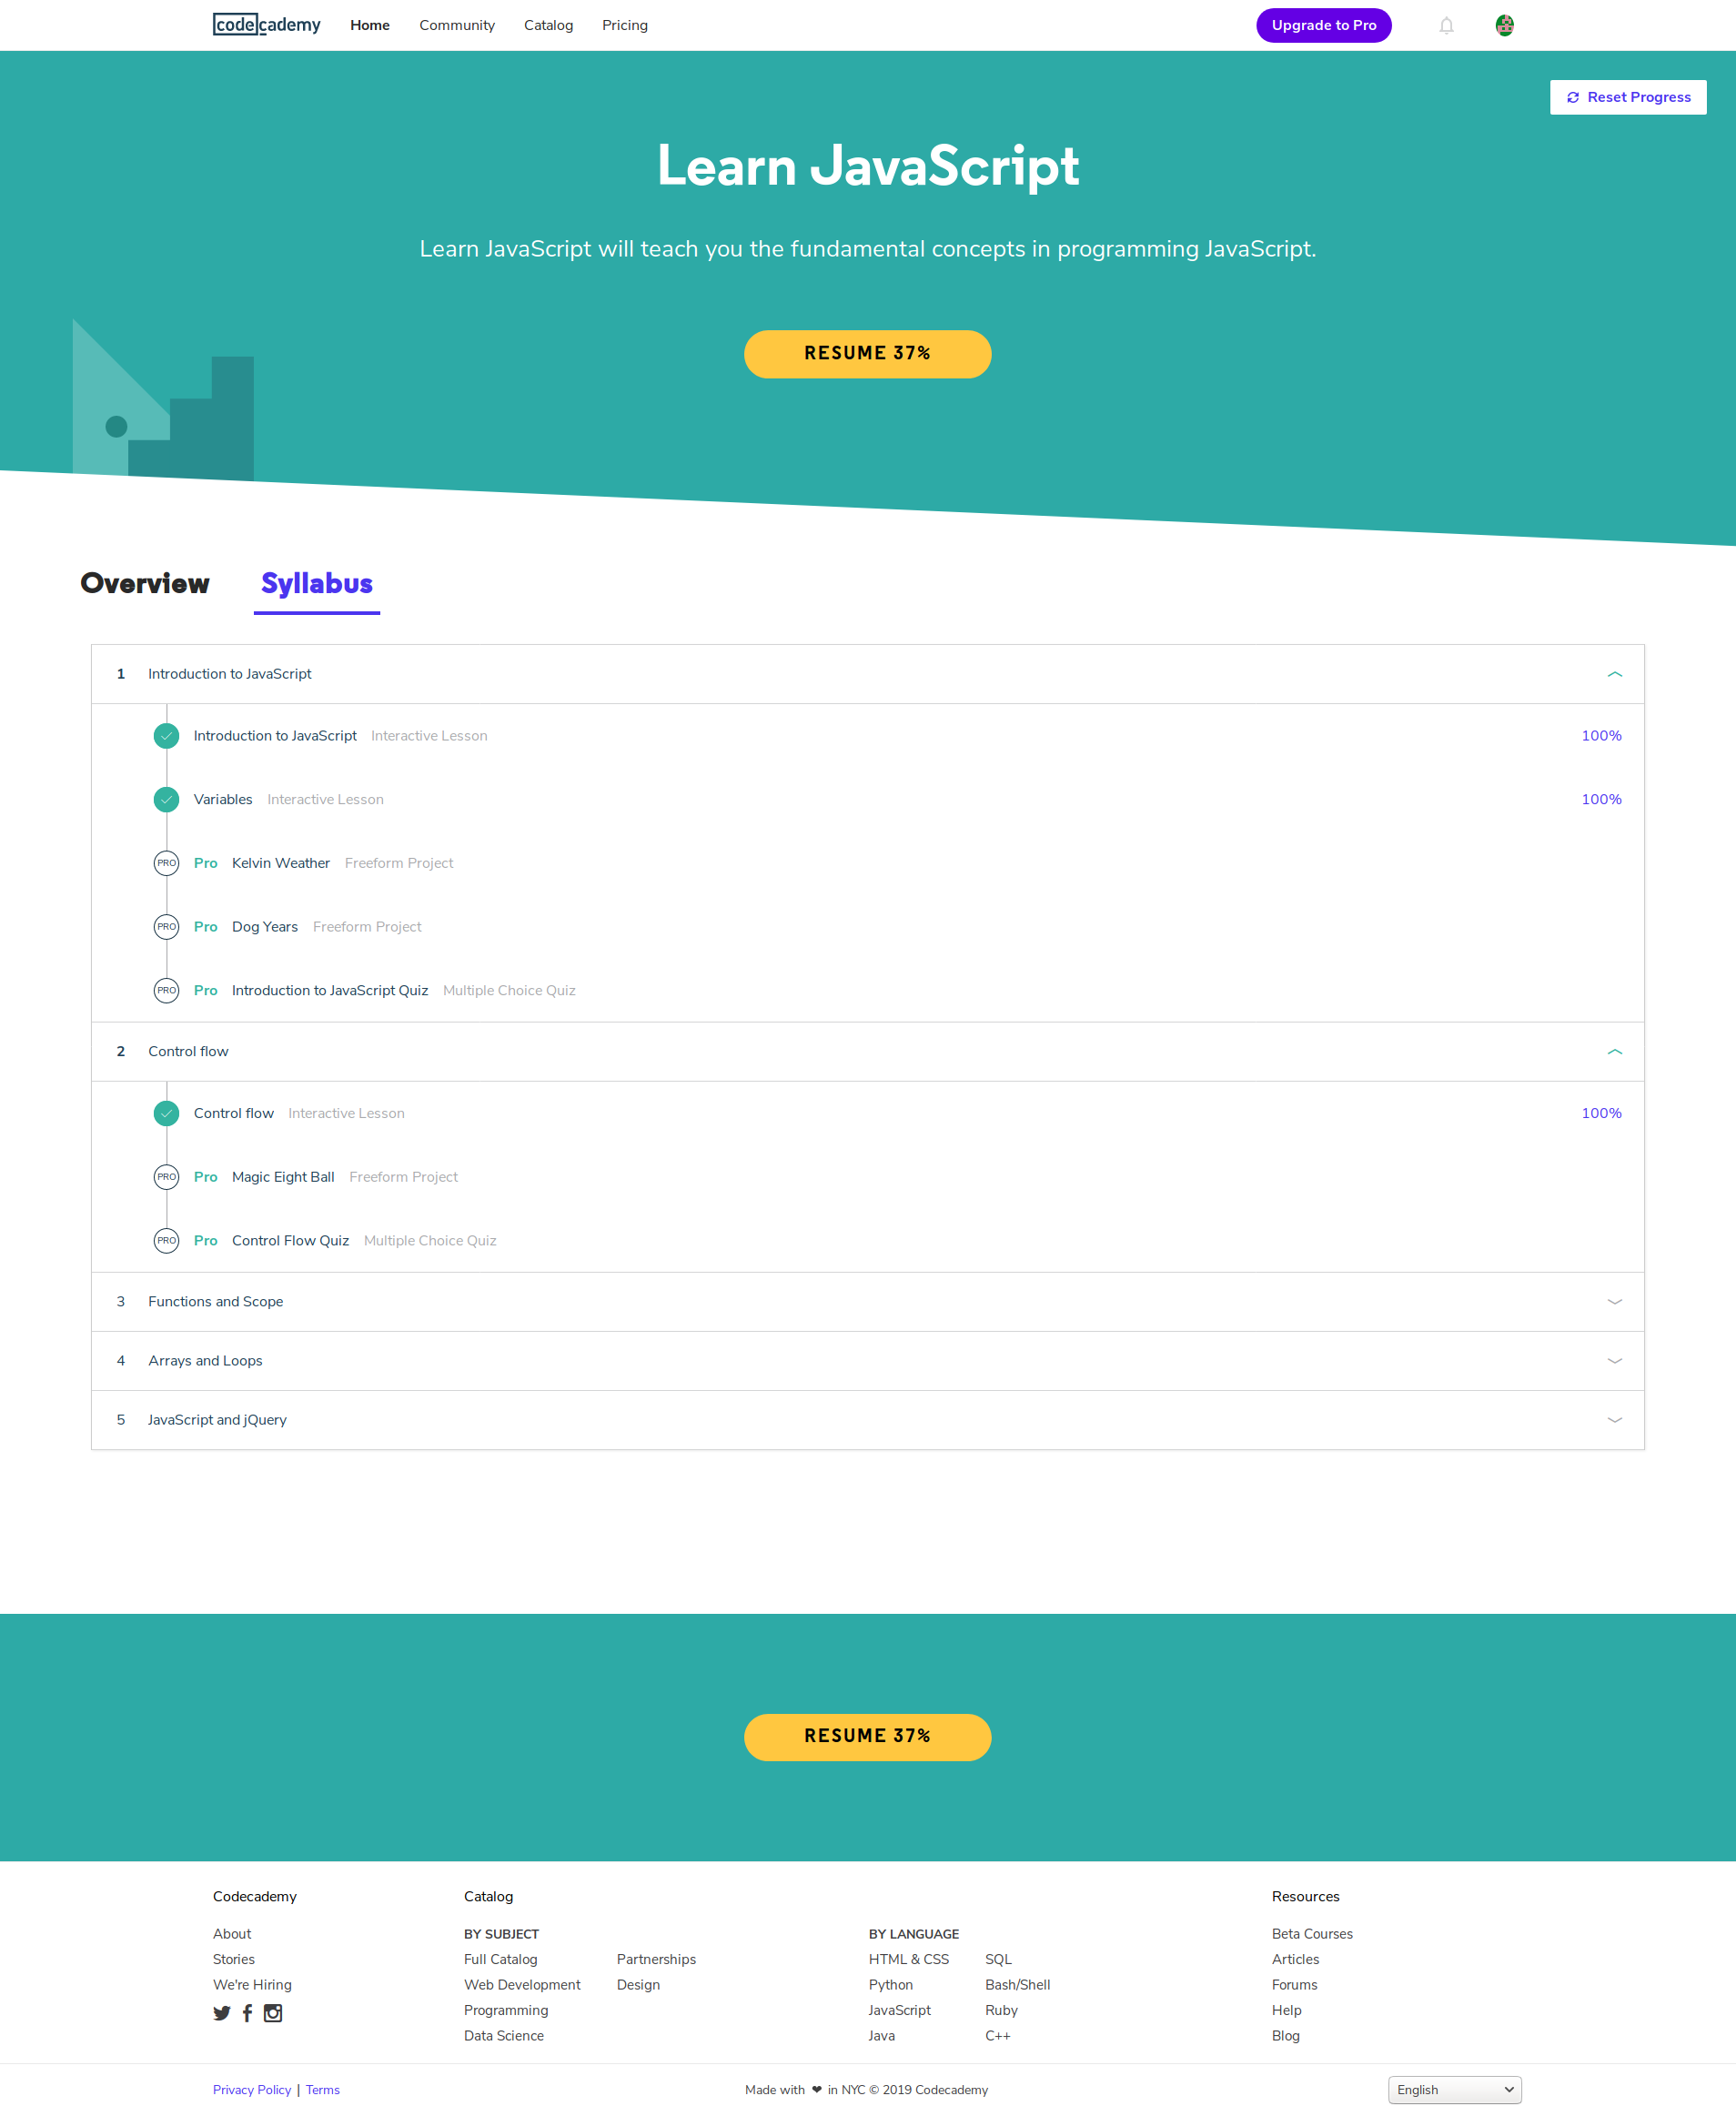 codecademy Home Community Catalog Pricing Upgrade to Pro
Reset Progress
Learn JavaScript
Learn JavaScript will teach you the fundamental concepts in programming JavaScript.
RESUME 37%
Overview Syllabus
1 Introduction to JavaScript
Introduction to JavaScript Interactive Lesson 100%
Variables Interactive Lesson 100%
PRO Pro Kelvin Weather Freeform Project
PRO Pro Dog Years Freeform Project
PRO Pro Introduction to JavaScript Quiz Multiple Choice Quiz
2 Control flow
Control flow Interactive Lesson 100%
PRO Pro Magic Eight Ball Freeform Project
PRO Pro Control Flow Quiz Multiple Choice Quiz
3 Functions and Scope
4 Arrays and Loops
5 JavaScript and jQuery
RESUME 37%
Codecademy Catalog Resources
About BY SUBJECT BY LANGUAGE Beta Courses
Stories Full Catalog Partnerships HTML & CSS SQL Articles
We're Hiring Web Development Design Python Bash/Shell Forums
Programming JavaScript Ruby Help
Data Science Java C++ Blog
Privacy Policy | Terms Made with ❤ in NYC © 2019 Codecademy English